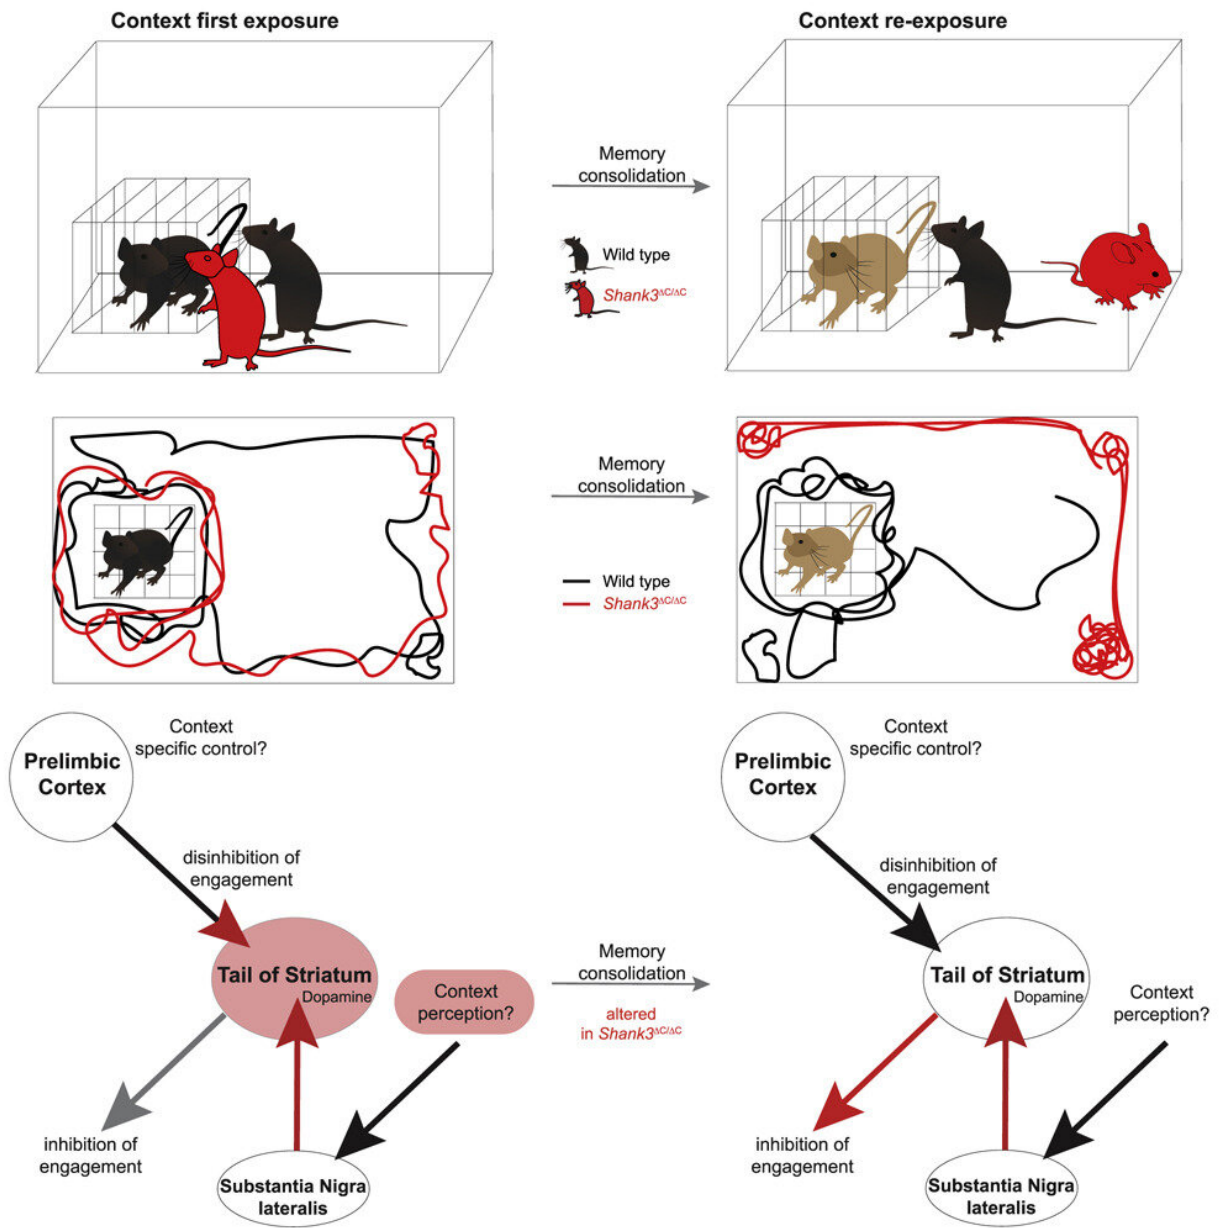 Context first exposure
Context re-exposure
Memory
consolidation
Wild type
Shank3ΔC/ΔC
Memory
consolidation
Wild type
Shank3ΔC/ΔC
Prelimbic
Cortex
Context
specific control?
disinhibition of
engagement
Tail of Striatum
Dopamine
Context
perception?
inhibition of
engagement
Substantia Nigra
lateralis
Memory
consolidation
altered
in Shank3ΔC/ΔC
Prelimbic
Cortex
Context
specific control?
disinhibition of
engagement
Tail of Striatum
Dopamine
Context
perception?
inhibition of
engagement
Substantia Nigra
lateralis